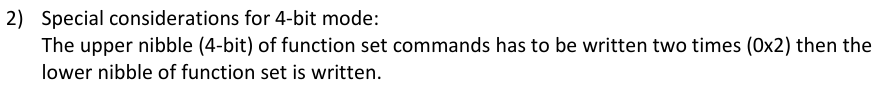 2) Special considerations for 4-bit mode:
The upper nibble (4-bit) of function set commands has to be written two times (0x2) then the
lower nibble of function set is written.